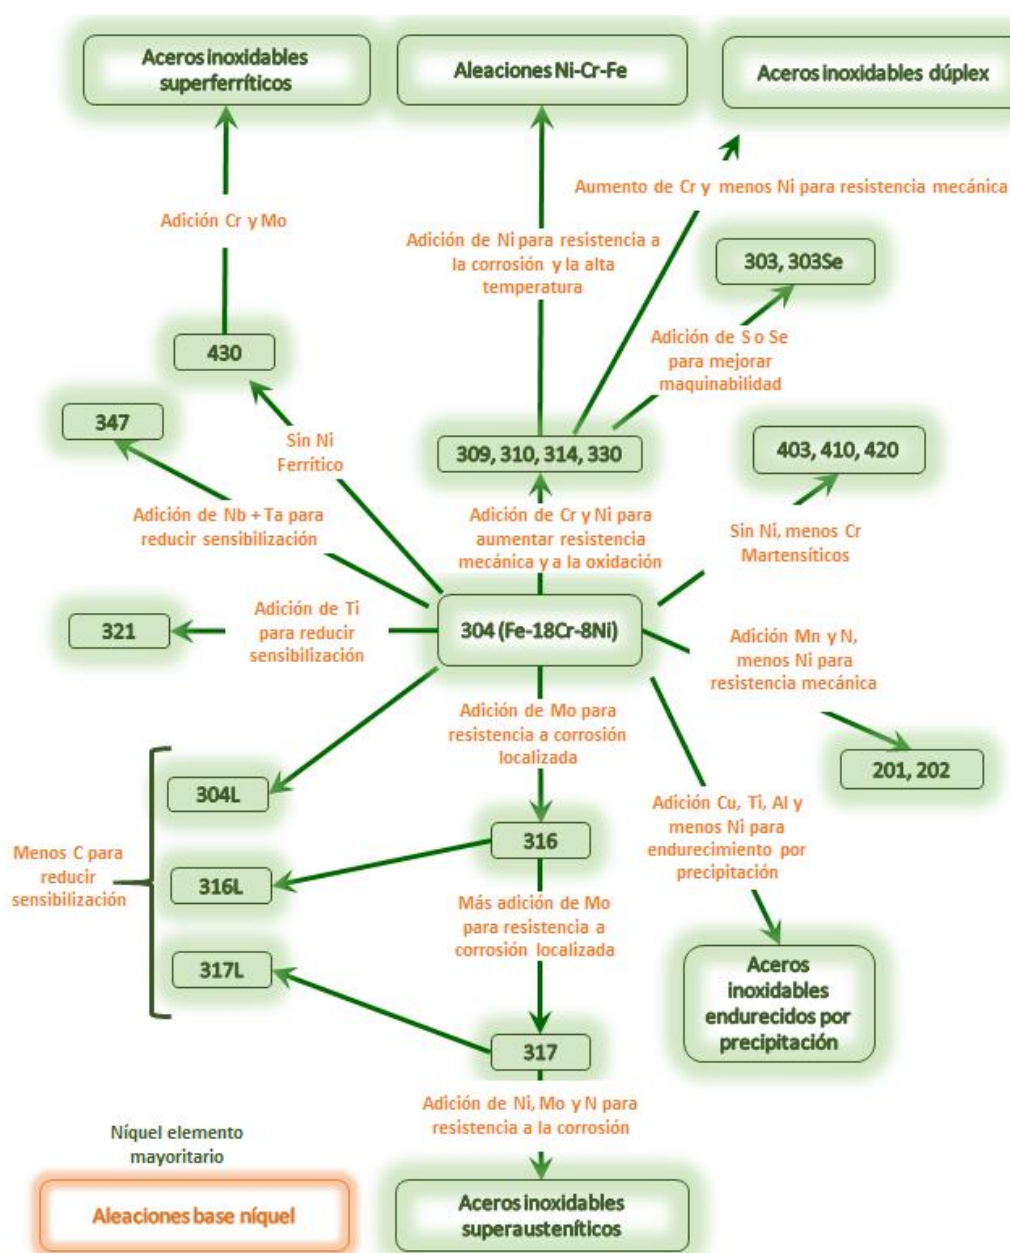 Aceros inoxidables
superferríticos
Aleaciones Ni-Cr-Fe
Aceros inoxidables dúplex
Aumento de Cr y menos Ni para resistencia mecánica
Adición Cr y Mo
Adición de Ni para resistencia a
la corrosión y la alta
temperatura
303, 303Se
430
Adición de S o Se
para mejorar
maquinabilidad
347
Sin Ni
Ferrítico
309, 310, 314, 330
403, 410, 420
Adición de Nb + Ta para
reducir sensibilización
Adición de Cr y Ni para
aumentar resistencia
mecánica y a la oxidación
Sin Ni, menos Cr
Martensíticos
321
Adición de Ti
para reducir
sensibilización
304 (Fe-18Cr-8Ni)
Adición Mn y N,
menos Ni para
resistencia mecánica
Adición de Mo para
resistencia a corrosión
localizada
201, 202
304L
Adición Cu, Ti, Al y
menos Ni para
endurecimiento por
precipitación
316
Menos C para
reducir
sensibilización
316L
Más adición de Mo
para resistencia a
corrosión localizada
317L
Aceros
inoxidables
endurecidos por
precipitación
317
Adición de Ni, Mo y N para
resistencia a la corrosión
Níquel elemento
mayoritario
Aleaciones base níquel
Aceros inoxidables
superausteníticos